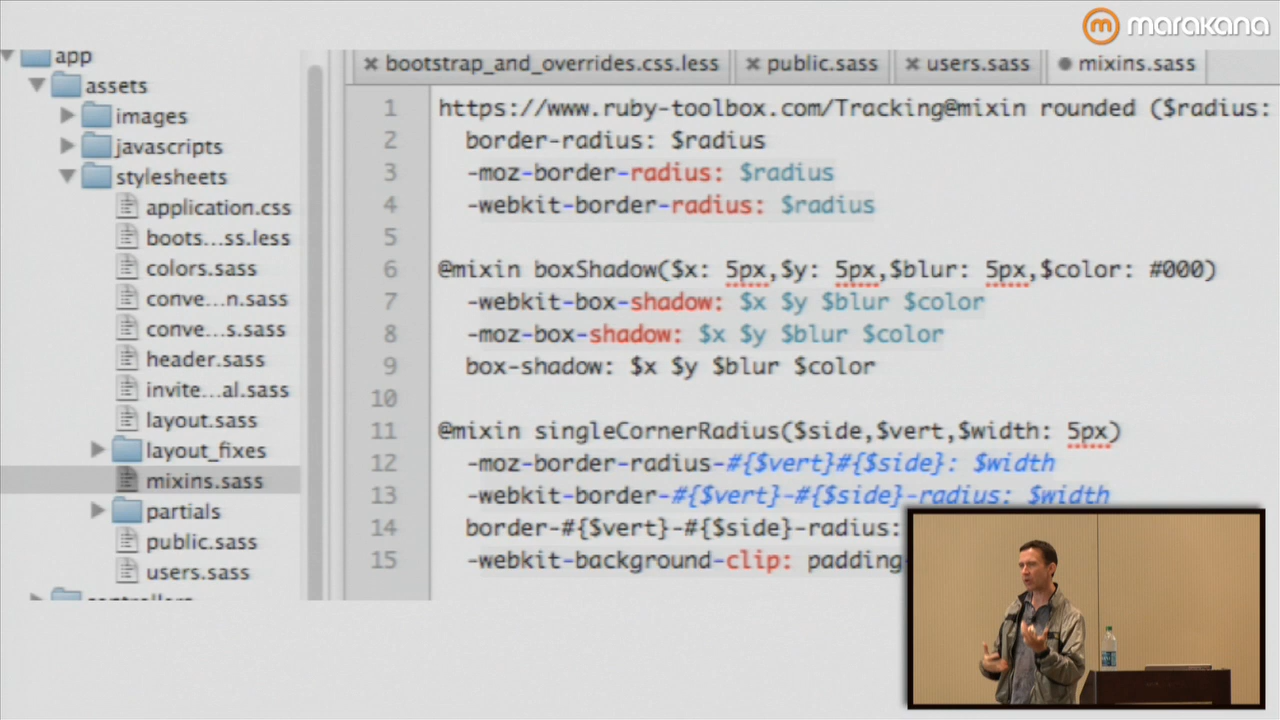 marakana
app
assets
images
javascripts
stylesheets
application.css
boots...ss.less
colors.sass
conve...n.sass
conve...s.sass
header.sass
invite...al.sass
layout.sass
layout_fixes
mixins.sass
partials
public.sass
users.sass
controllers
× bootstrap_and_overrides.css.less × public.sass × users.sass ● mixins.sass
1 https://www.ruby-toolbox.com/Tracking@mixin rounded ($radius:
2 border-radius: $radius
3 -moz-border-radius: $radius
4 -webkit-border-radius: $radius
5
6 @mixin boxShadow($x: 5px,$y: 5px,$blur: 5px,$color: #000)
7 -webkit-box-shadow: $x $y $blur $color
8 -moz-box-shadow: $x $y $blur $color
9 box-shadow: $x $y $blur $color
10
11 @mixin singleCornerRadius($side,$vert,$width: 5px)
12 -moz-border-radius-#{$vert}#{$side}: $width
13 -webkit-border-#{$vert}-#{$side}-radius: $width
14 border-#{$vert}-#{$side}-radius:
15 -webkit-background-clip: padding-